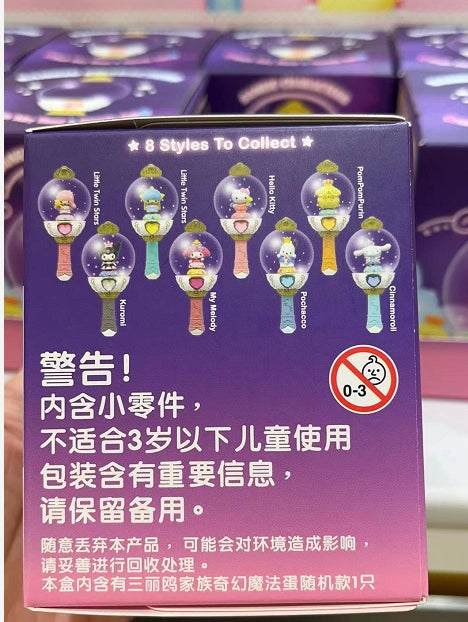 ★ 8 Styles To Collect ★
Little Twin Stars
Little Twin Stars
Hello Kitty
PomPomPurin
Kuromi
My Melody
Pochacco
Cinnamoroll
警告！
内含小零件，
不适合3岁以下儿童使用
包装含有重要信息，
请保留备用。
0-3
随意丢弃本产品，可能会对环境造成影响，
请妥善进行回收处理。
本盒内含有三丽鸥家族奇幻魔法蛋随机款1只